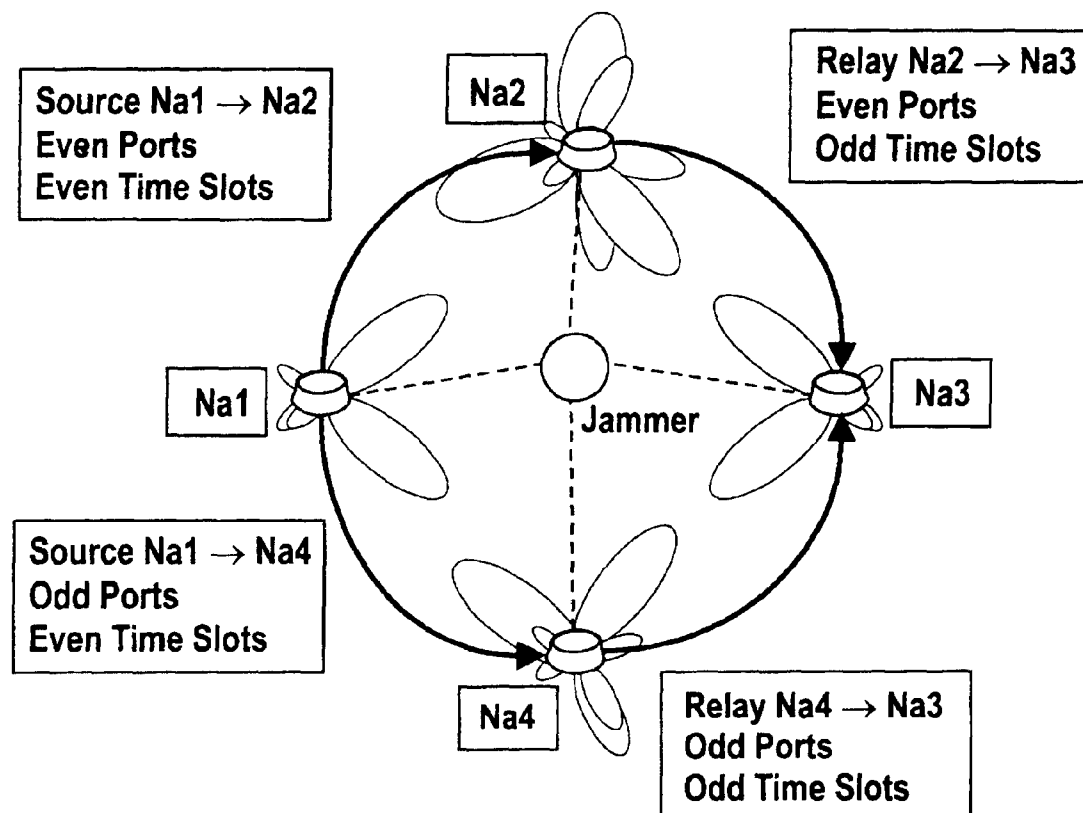 Source Na1 → Na2
Even Ports
Even Time Slots
Na2
Relay Na2 → Na3
Even Ports
Odd Time Slots
Na1
Jammer
Na3
Source Na1 → Na4
Odd Ports
Even Time Slots
Na4
Relay Na4 → Na3
Odd Ports
Odd Time Slots